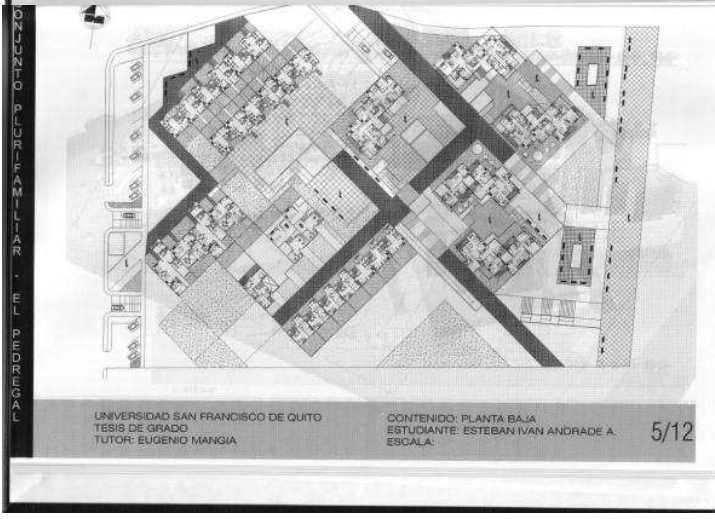 CONJUNTO PLURIFAMILIAR - EL PEDREGAL
UNIVERSIDAD SAN FRANCISCO DE QUITO
TESIS DE GRADO
TUTOR: EUGENIO MANGIA
CONTENIDO: PLANTA BAJA
ESTUDIANTE: ESTEBAN IVAN ANDRADE A.
ESCALA:
5/12